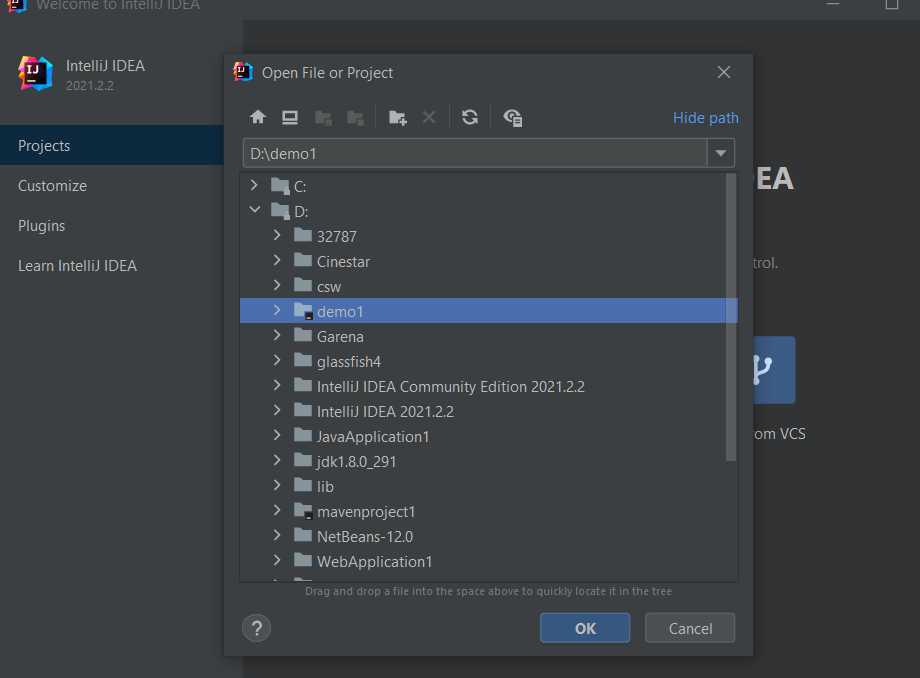 Welcome to IntelliJ IDEA
IntelliJ IDEA
2021.2.2
Projects
Customize
Plugins
Learn IntelliJ IDEA
Open File or Project
Hide path
D:\demo1
C:
D:
32787
Cinestar
csw
demo1
Garena
glassfish4
IntelliJ IDEA Community Edition 2021.2.2
IntelliJ IDEA 2021.2.2
JavaApplication1
jdk1.8.0_291
lib
mavenproject1
NetBeans-12.0
WebApplication1
Drag and drop a file into the space above to quickly locate it in the tree
?
OK
Cancel
DEA
trol.
om VCS